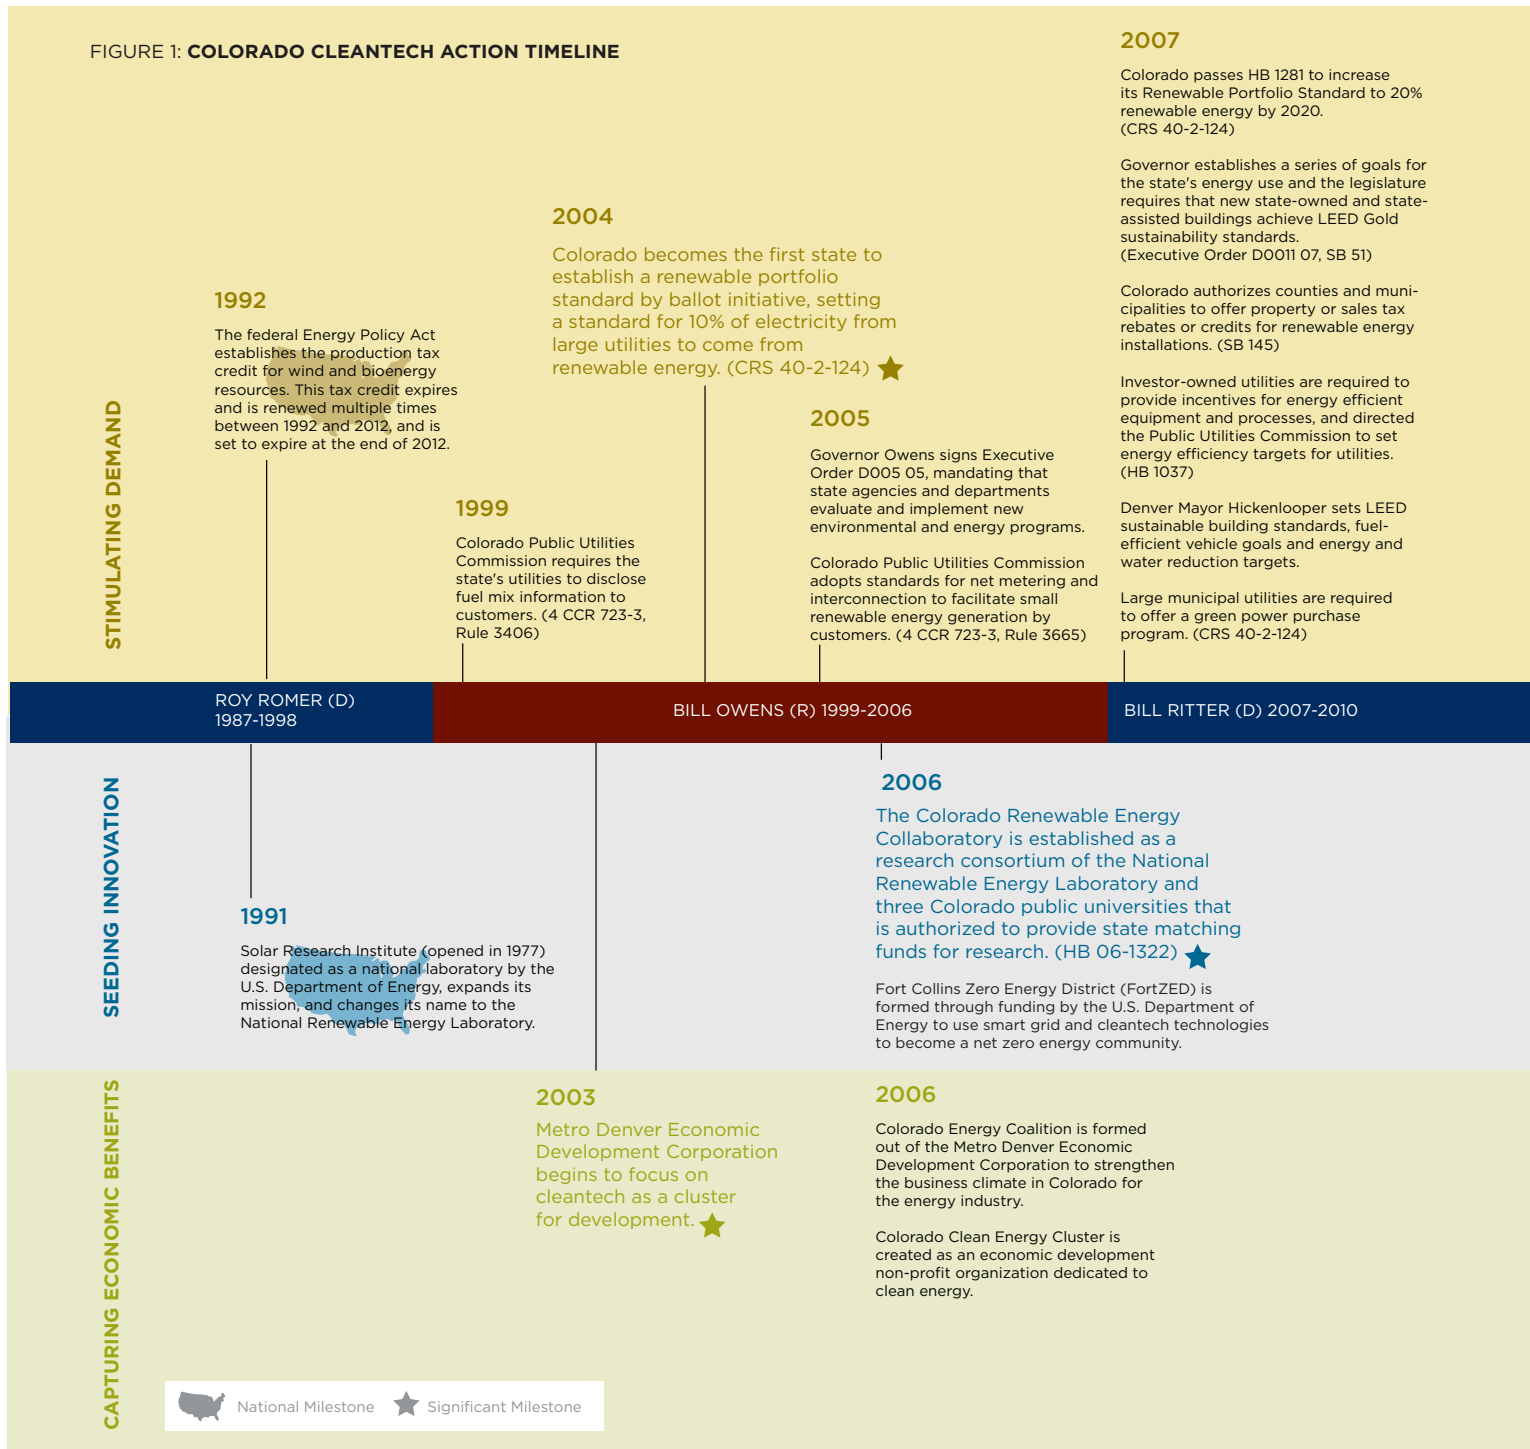 FIGURE 1: COLORADO CLEANTECH ACTION TIMELINE
STIMULATING DEMAND
1992
The federal Energy Policy Act
establishes the production tax
credit for wind and bioenergy
resources. This tax credit expires
and is renewed multiple times
between 1992 and 2012, and is
set to expire at the end of 2012.
1999
Colorado Public Utilities
Commission requires the
state's utilities to disclose
fuel mix information to
customers. (4 CCR 723-3,
Rule 3406)
2004
Colorado becomes the first state to
establish a renewable portfolio
standard by ballot initiative, setting
a standard for 10% of electricity from
large utilities to come from
renewable energy. (CRS 40-2-124)
2005
Governor Owens signs Executive
Order D005 05, mandating that
state agencies and departments
evaluate and implement new
environmental and energy programs.
Colorado Public Utilities Commission
adopts standards for net metering and
interconnection to facilitate small
renewable energy generation by
customers. (4 CCR 723-3, Rule 3665)
2007
Colorado passes HB 1281 to increase
its Renewable Portfolio Standard to 20%
renewable energy by 2020.
(CRS 40-2-124)
Governor establishes a series of goals for
the state's energy use and the legislature
requires that new state-owned and state-
assisted buildings achieve LEED Gold
sustainability standards.
(Executive Order D0011 07, SB 51)
Colorado authorizes counties and muni-
cipalities to offer property or sales tax
rebates or credits for renewable energy
installations. (SB 145)
Investor-owned utilities are required to
provide incentives for energy efficient
equipment and processes, and directed
the Public Utilities Commission to set
energy efficiency targets for utilities.
(HB 1037)
Denver Mayor Hickenlooper sets LEED
sustainable building standards, fuel-
efficient vehicle goals and energy and
water reduction targets.
Large municipal utilities are required
to offer a green power purchase
program. (CRS 40-2-124)
ROY ROMER (D)
1987-1998
BILL OWENS (R) 1999-2006
BILL RITTER (D) 2007-2010
SEEDING INNOVATION
1991
Solar Research Institute (opened in 1977)
designated as a national laboratory by the
U.S. Department of Energy, expands its
mission, and changes its name to the
National Renewable Energy Laboratory.
2006
The Colorado Renewable Energy
Collaboratory is established as a
research consortium of the National
Renewable Energy Laboratory and
three Colorado public universities that
is authorized to provide state matching
funds for research. (HB 06-1322)
Fort Collins Zero Energy District (FortZED) is
formed through funding by the U.S. Department of
Energy to use smart grid and cleantech technologies
to become a net zero energy community.
CAPTURING ECONOMIC BENEFITS
2003
Metro Denver Economic
Development Corporation
begins to focus on
cleantech as a cluster
for development.
2006
Colorado Energy Coalition is formed
out of the Metro Denver Economic
Development Corporation to strengthen
the business climate in Colorado for
the energy industry.
Colorado Clean Energy Cluster is
created as an economic development
non-profit organization dedicated to
clean energy.
National Milestone
Significant Milestone